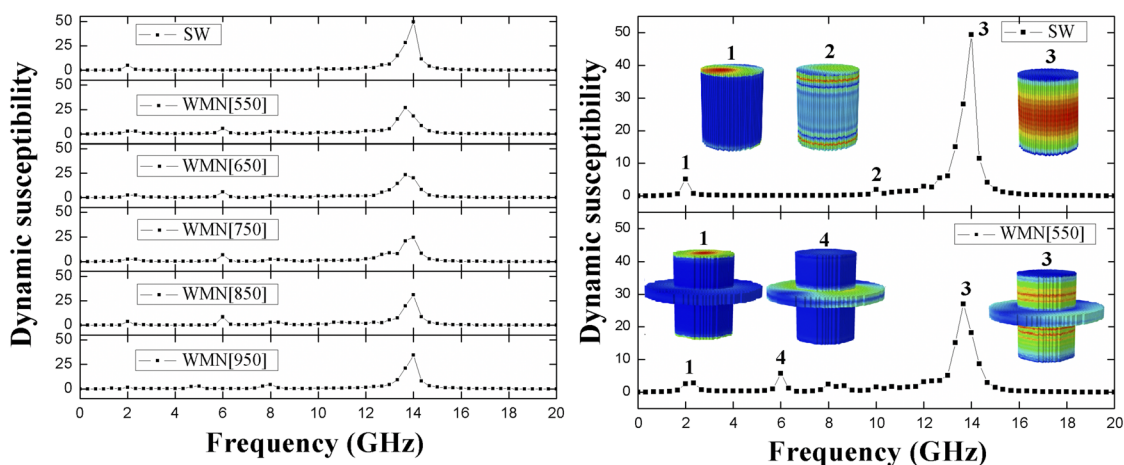 Dynamic susceptibility
50 SW
25
0
50 WMN[550]
25
0
50 WMN[650]
25
0
50 WMN[750]
25
0
50 WMN[850]
25
0
50 WMN[950]
25
0
0 2 4 6 8 10 12 14 16 18 20
Frequency (GHz)
Dynamic susceptibility
50 SW
40
30
20
10
0
1 2 3 3
1 2
50 WMN[550]
40
30
20
10
0
1 4 3 3
1 4
0 2 4 6 8 10 12 14 16 18 20
Frequency (GHz)